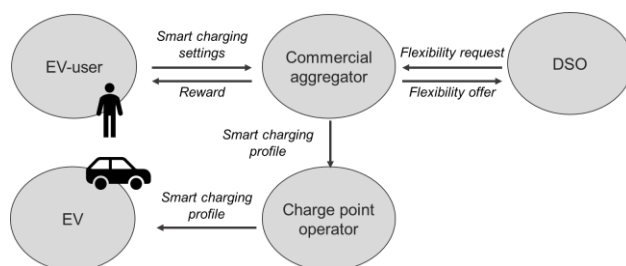 EV-user
Smart charging
settings
Reward
Commercial
aggregator
Flexibility request
Flexibility offer
DSO
Smart charging
profile
EV
Smart charging
profile
Charge point
operator